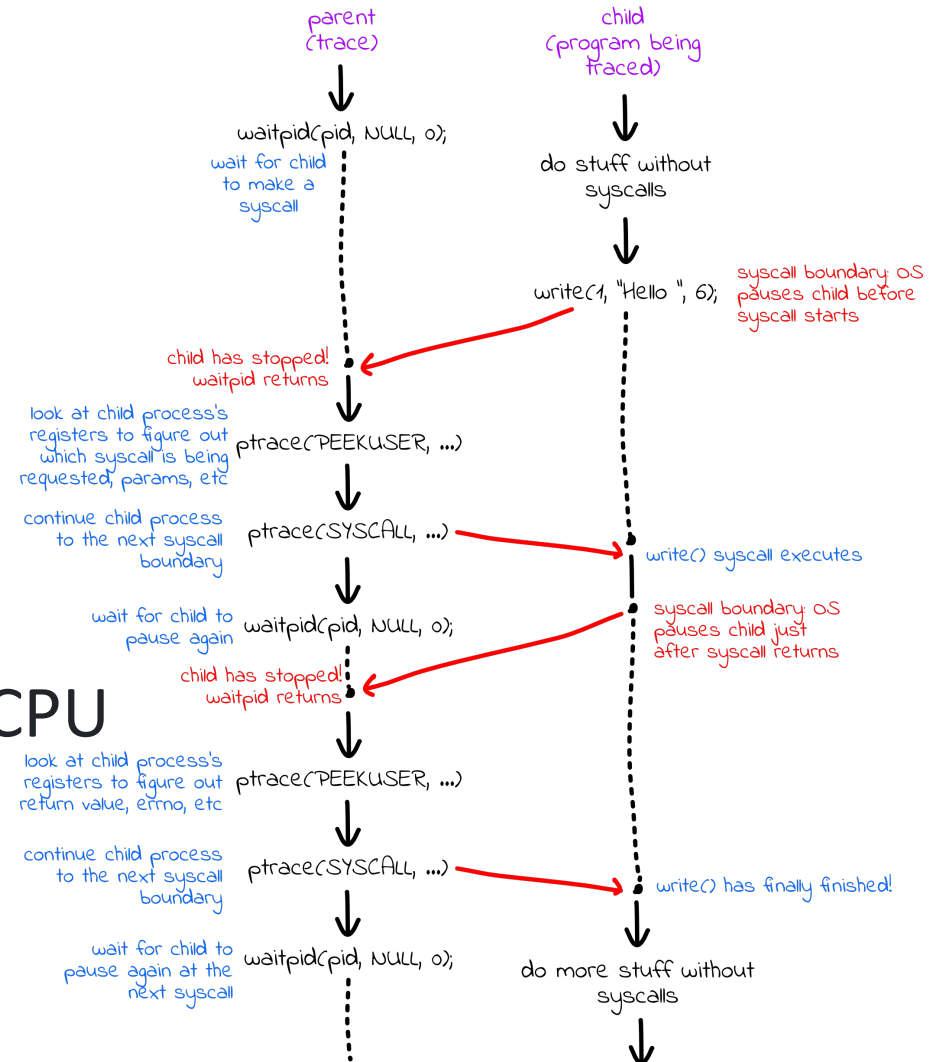 parent
(trace)
child
(program being
traced)
waitpid(pid, NULL, 0);
wait for child
to make a
syscall
do stuff without
syscalls
write(1, "Hello ", 6);
syscall boundary: OS
pauses child before
syscall starts
child has stopped!
waitpid returns
look at child process's
registers to figure out
which syscall is being
requested, params, etc
ptrace(PEEKUSER, ...)
continue child process
to the next syscall
boundary
ptrace(SYSCALL, ...)
write() syscall executes
wait for child to
pause again
waitpid(pid, NULL, 0);
syscall boundary: OS
pauses child just
after syscall returns
child has stopped!
waitpid returns
CPU
look at child process's
registers to figure out
return value, errno, etc
ptrace(PEEKUSER, ...)
continue child process
to the next syscall
boundary
ptrace(SYSCALL, ...)
write() has finally finished!
wait for child to
pause again at the
next syscall
waitpid(pid, NULL, 0);
do more stuff without
syscalls